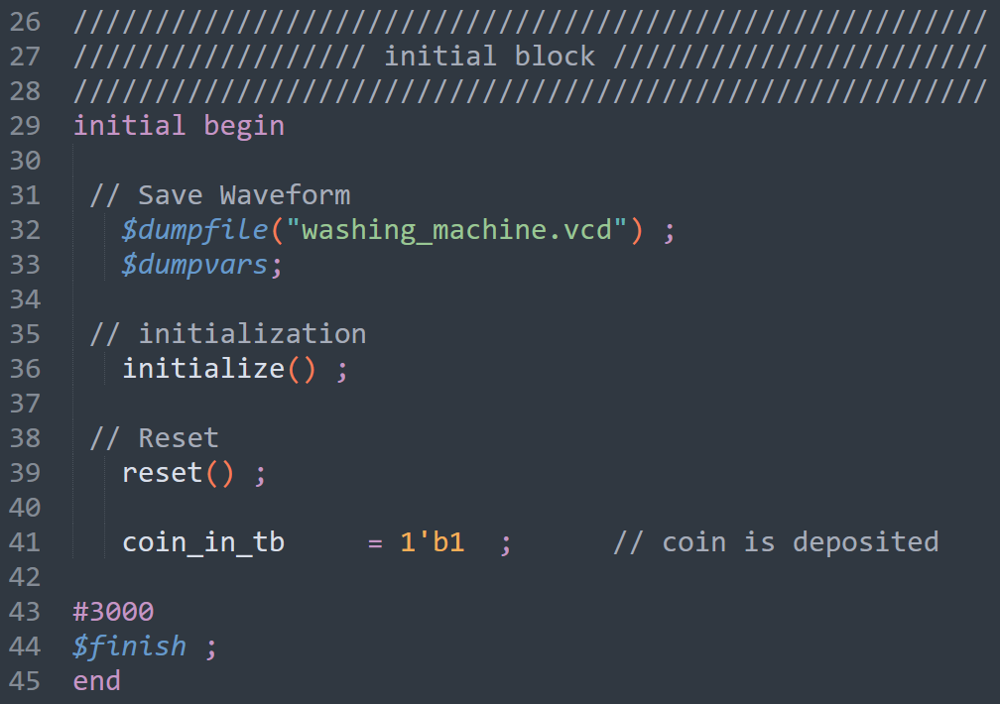 26 ////////////////////////////////////////////////////////
27 ////////////////// initial block ///////////////////////
28 ////////////////////////////////////////////////////////
29 initial begin
30
31 // Save Waveform
32 $dumpfile("washing_machine.vcd") ;
33 $dumpvars;
34
35 // initialization
36 initialize() ;
37
38 // Reset
39 reset() ;
40
41 coin_in_tb     = 1'b1  ;      // coin is deposited
42
43 #3000
44 $finish ;
45 end